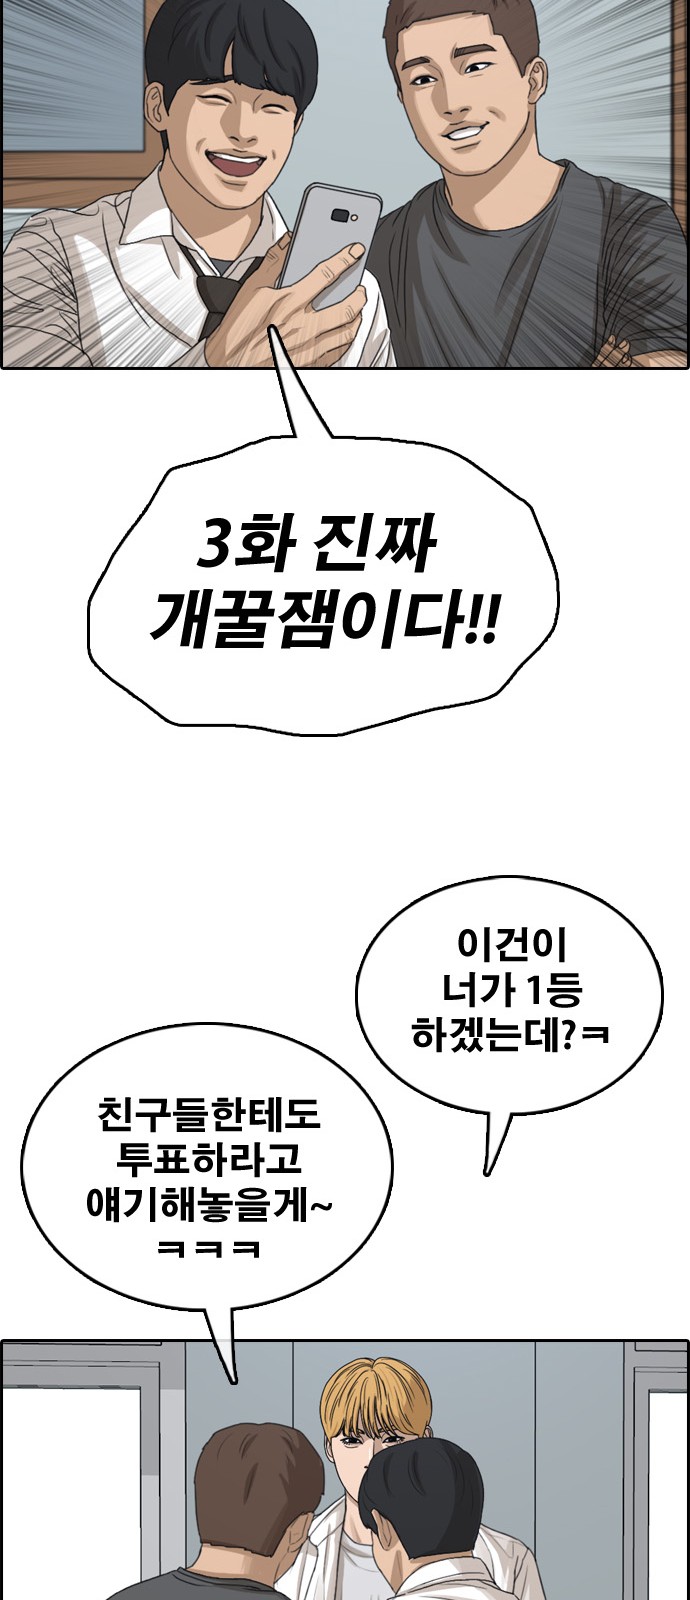 3화 진짜
개꿀잼이다!!
이건이
너가 1등
하겠는데?ㅋ
친구들한테도
투표하라고
얘기해놓을게~
ㅋㅋㅋ